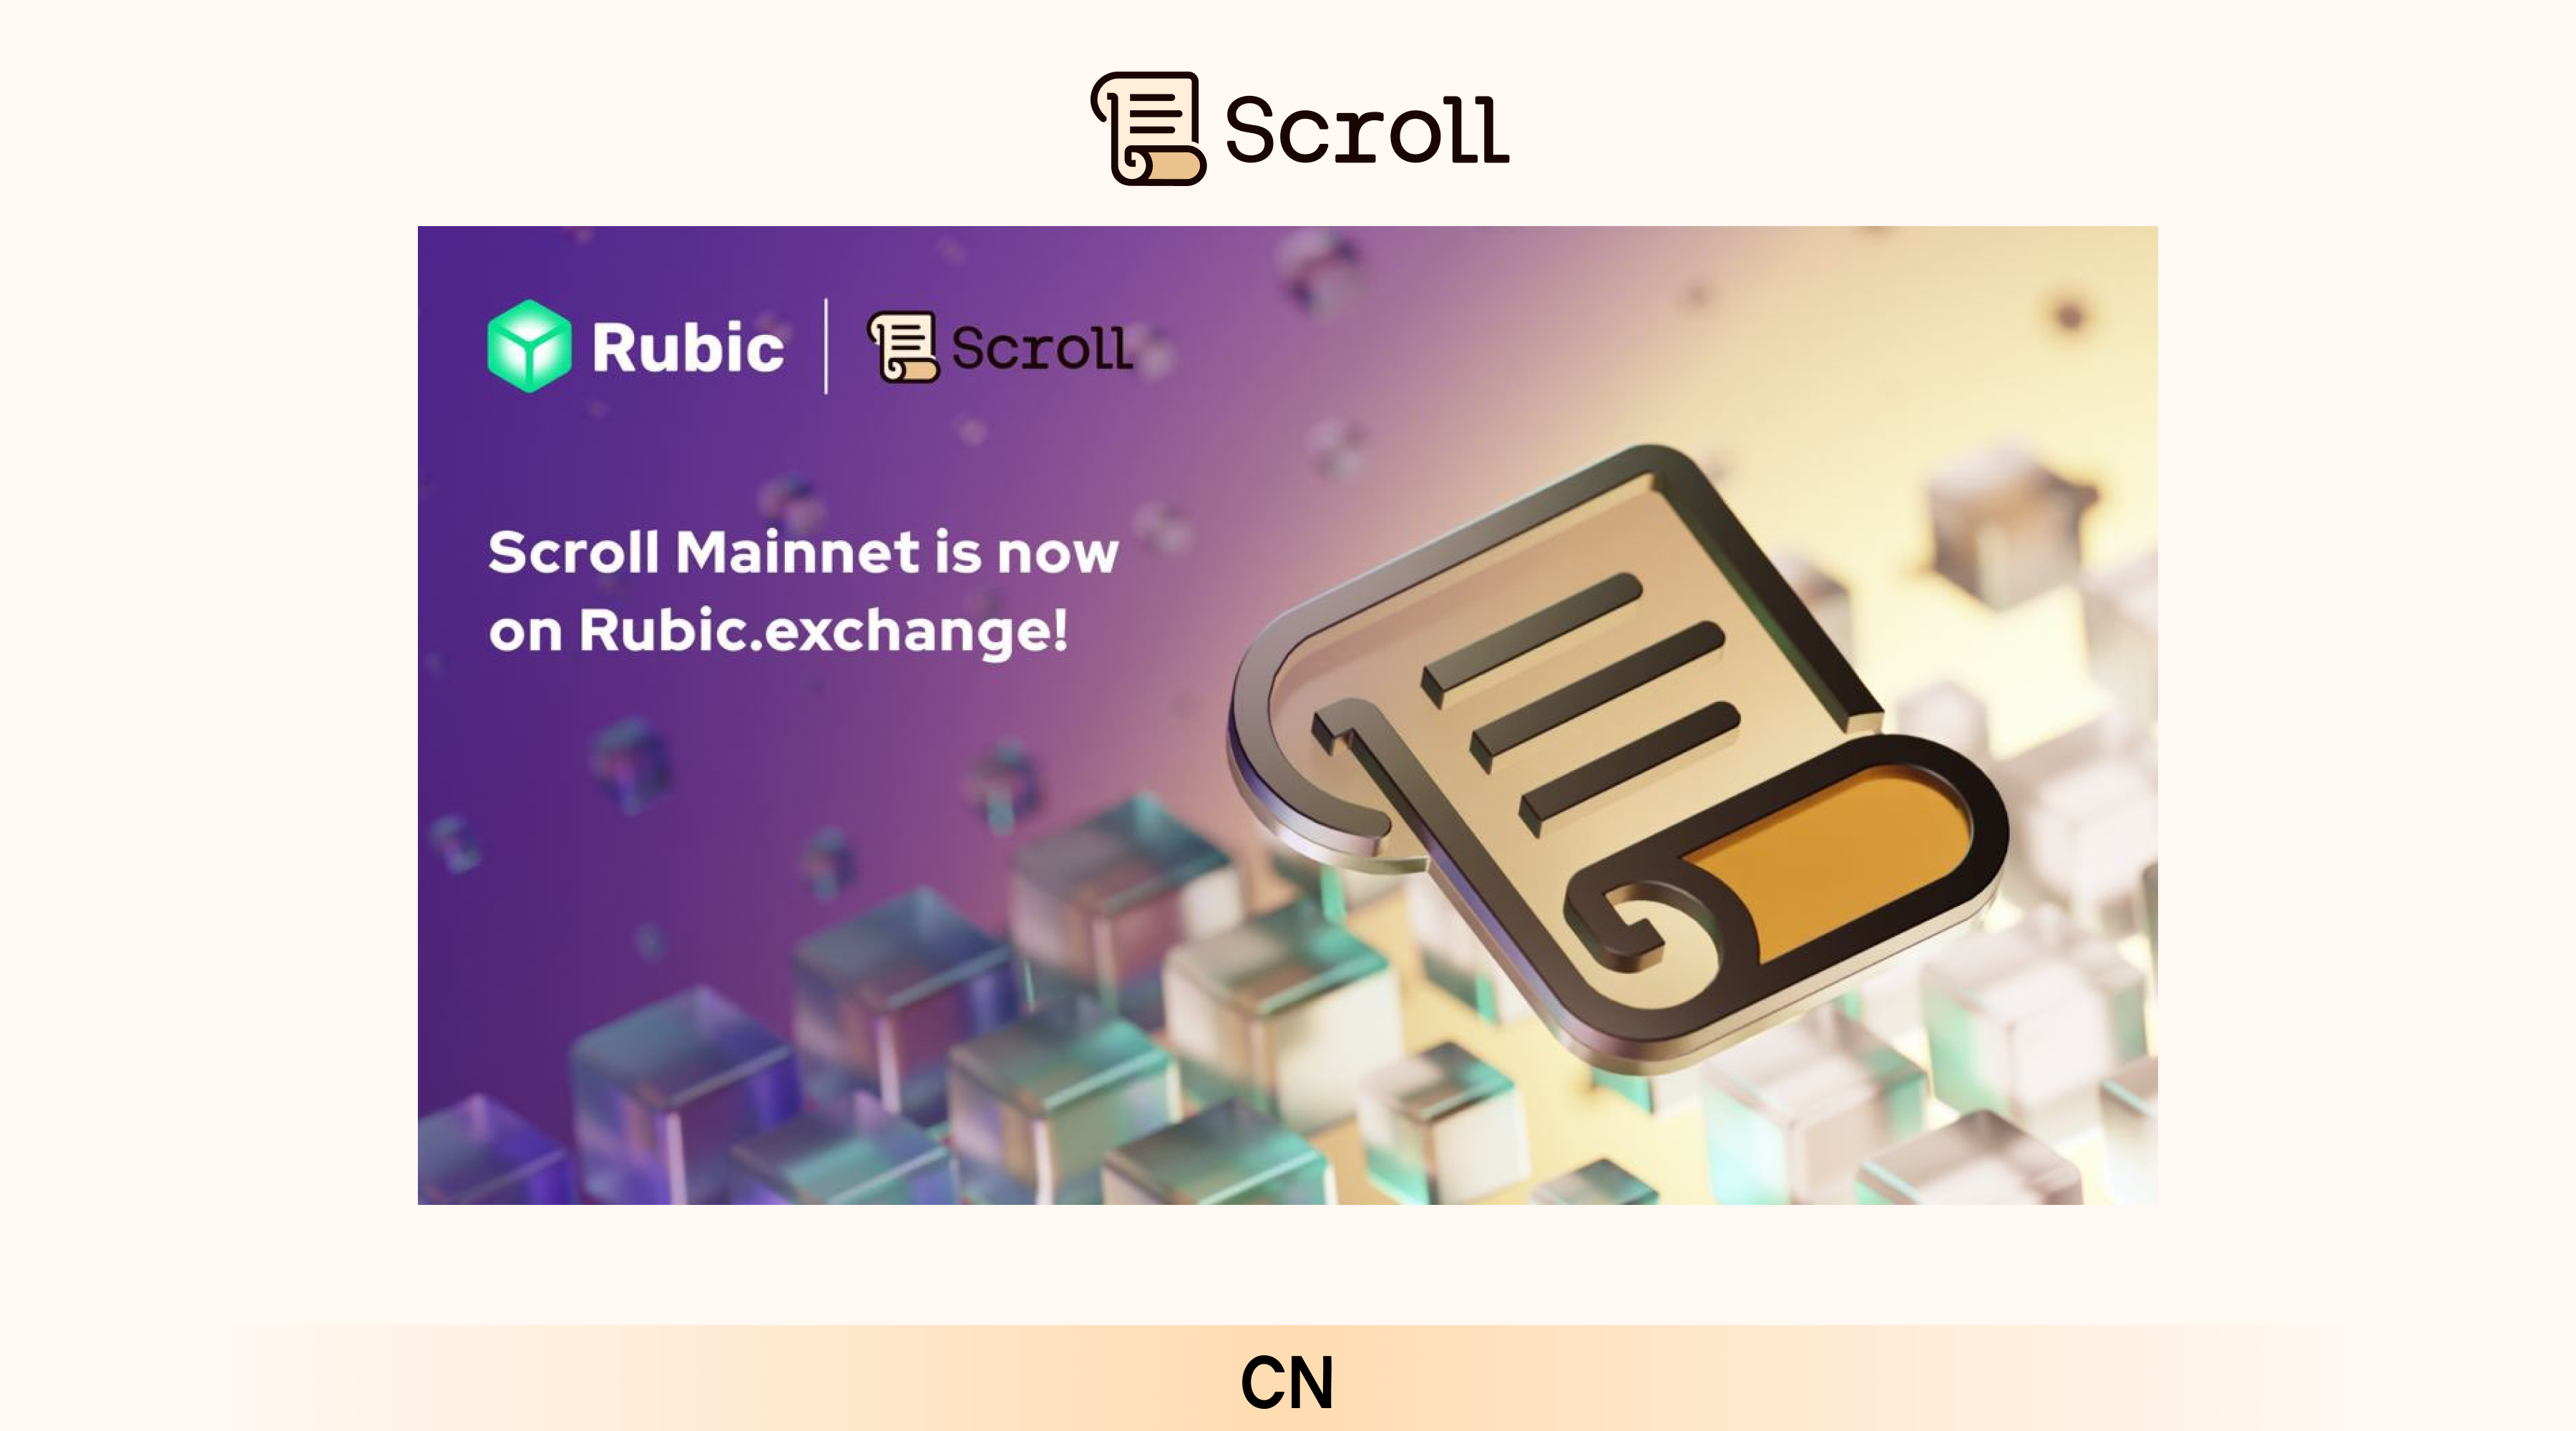 Scroll
Rubic | Scroll
Scroll Mainnet is now
on Rubic.exchange!
CN